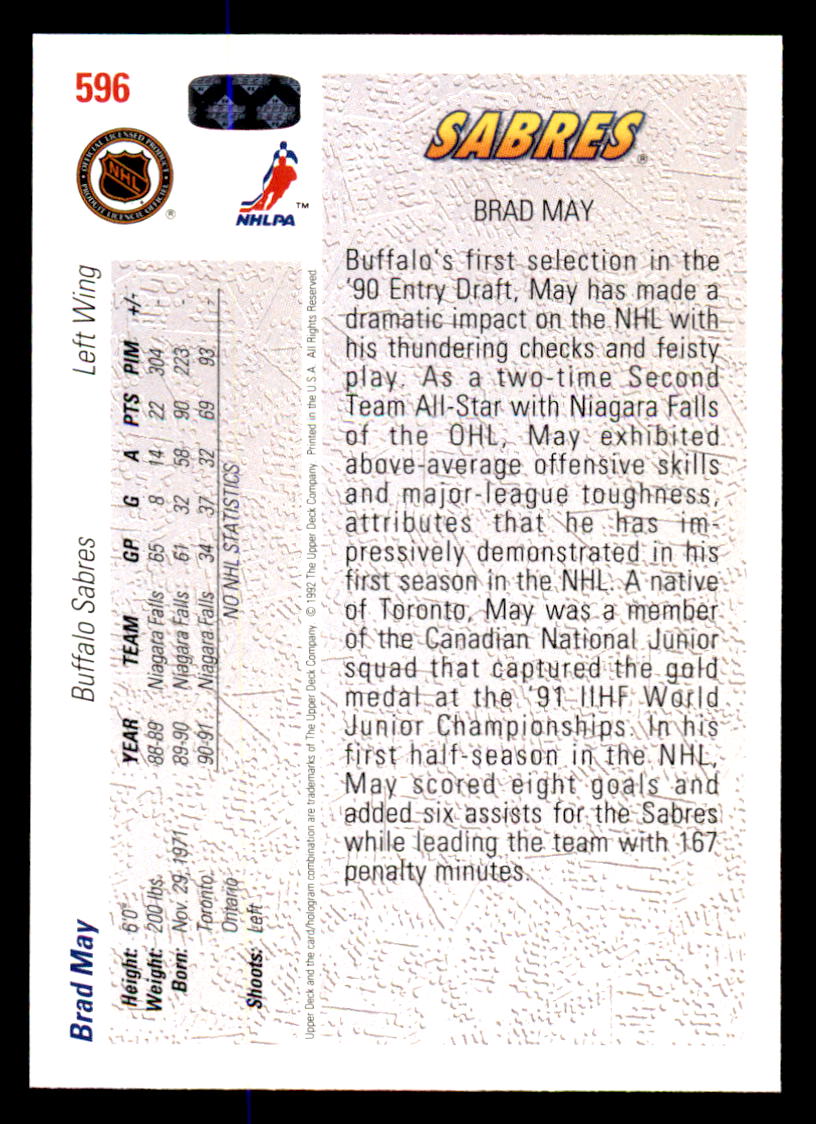 596
OFFICIAL LICENSED PRODUCT
NHL
PRODUIT LICENCIÉ OFFICIEL
®
NHLPA
™
SABRES
®
BRAD MAY
Buffalo's first selection in the
'90 Entry Draft, May has made a
dramatic impact on the NHL with
his thundering checks and feisty
play. As a two-time Second
Team All-Star with Niagara Falls
of the OHL, May exhibited
above-average offensive skills
and major-league toughness,
attributes that he has im-
pressively demonstrated in his
first season in the NHL. A native
of Toronto, May was a member
of the Canadian National Junior
squad that captured the gold
medal at the '91 IIHF World
Junior Championships. In his
first half-season in the NHL,
May scored eight goals and
added six assists for the Sabres
while leading the team with 167
penalty minutes.
Brad May Buffalo Sabres Left Wing
Height: 6'0"
Weight: 200 lbs.
Born: Nov. 29, 1971
Toronto,
Ontario
Shoots: Left
YEAR TEAM GP G A PTS PIM +/-
88-89 Niagara Falls 65 8 14 22 304 -
89-90 Niagara Falls 61 32 58 90 223 -
90-91 Niagara Falls 34 37 32 69 93 -
NO NHL STATISTICS
Upper Deck and the card/hologram combination are trademarks of The Upper Deck Company. © 1992 The Upper Deck Company. Printed in the U.S.A. All Rights Reserved.